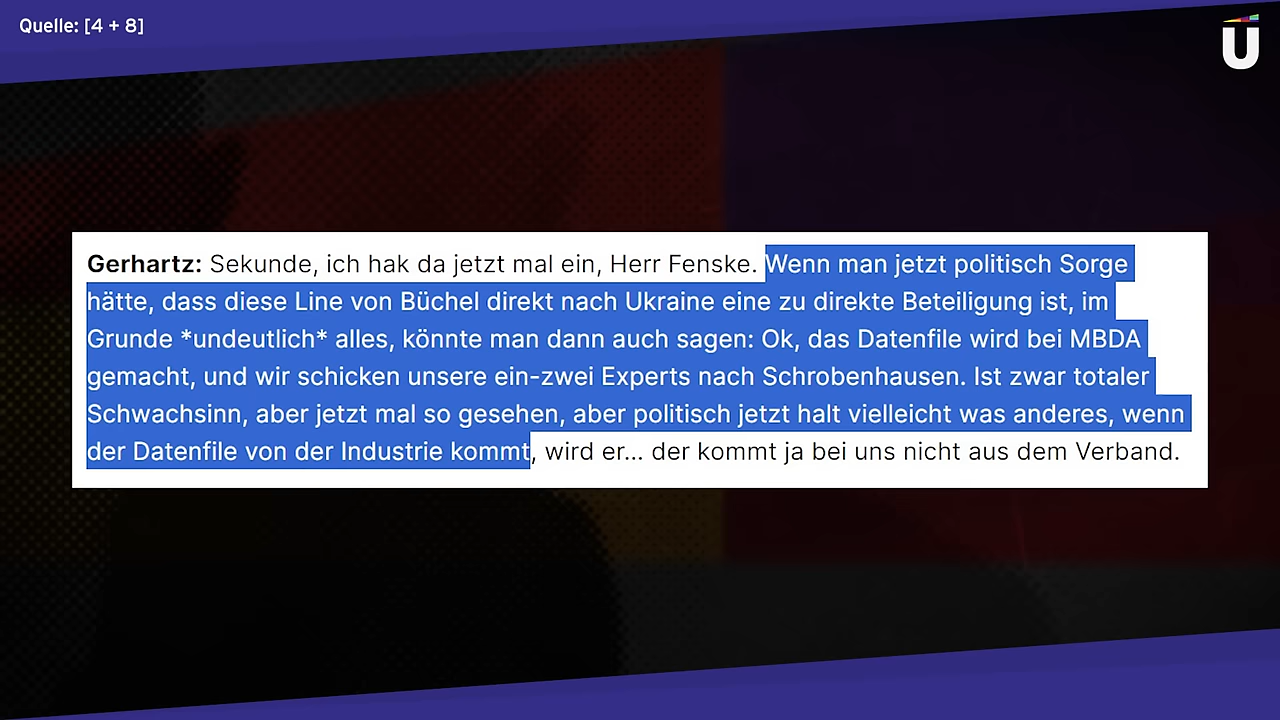 Quelle: [4 + 8]
Ü
Gerhartz: Sekunde, ich hak da jetzt mal ein, Herr Fenske. Wenn man jetzt politisch Sorge
hätte, dass diese Line von Büchel direkt nach Ukraine eine zu direkte Beteiligung ist, im
Grunde *undeutlich* alles, könnte man dann auch sagen: Ok, das Datenfile wird bei MBDA
gemacht, und wir schicken unsere ein-zwei Experts nach Schrobenhausen. Ist zwar totaler
Schwachsinn, aber jetzt mal so gesehen, aber politisch jetzt halt vielleicht was anderes, wenn
der Datenfile von der Industrie kommt, wird er... der kommt ja bei uns nicht aus dem Verband.